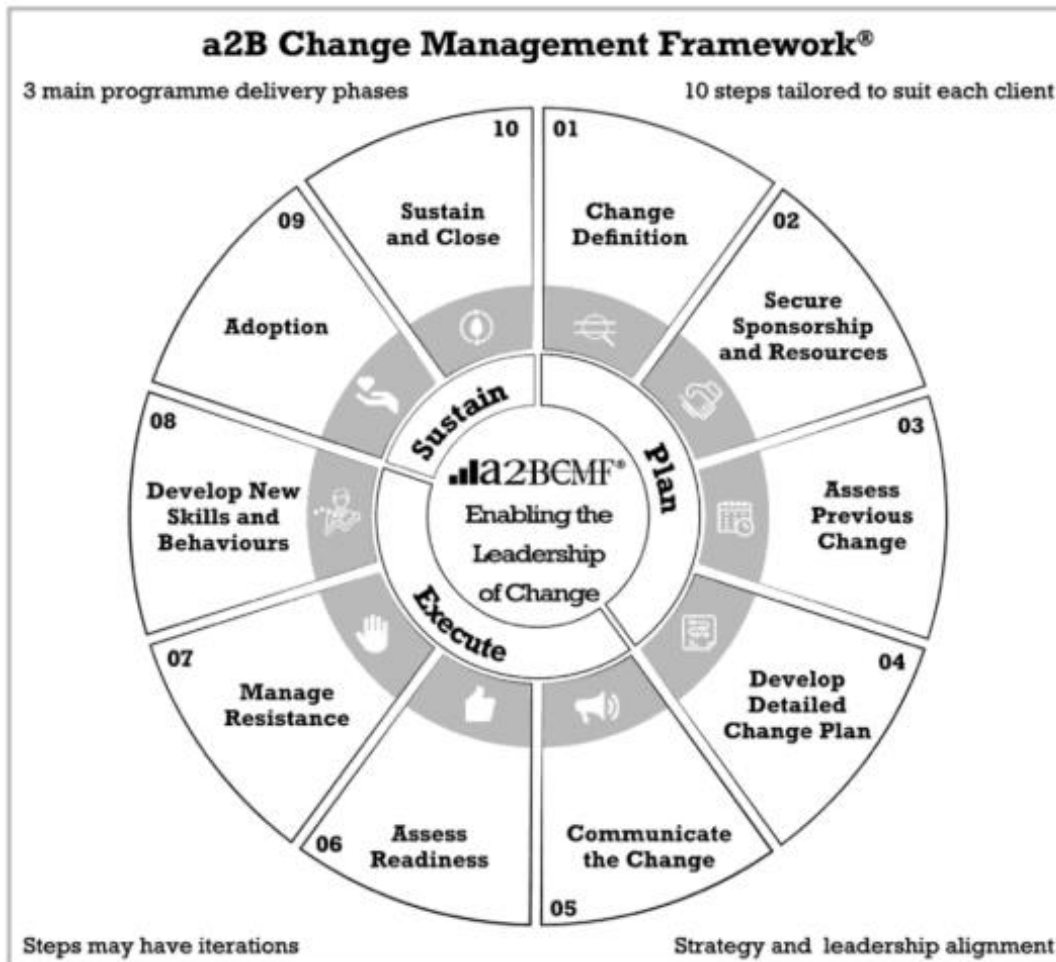 a2B Change Management Framework®
3 main programme delivery phases
10 steps tailored to suit each client
01
Change
Definition
02
Secure
Sponsorship
and Resources
03
Assess
Previous
Change
04
Develop
Detailed
Change Plan
05
Communicate
the Change
06
Assess
Readiness
07
Manage
Resistance
08
Develop New
Skills and
Behaviours
09
Adoption
10
Sustain
and Close
Plan
Execute
Sustain
a2BCMF®
Enabling the
Leadership
of Change
Steps may have iterations
Strategy and leadership alignment